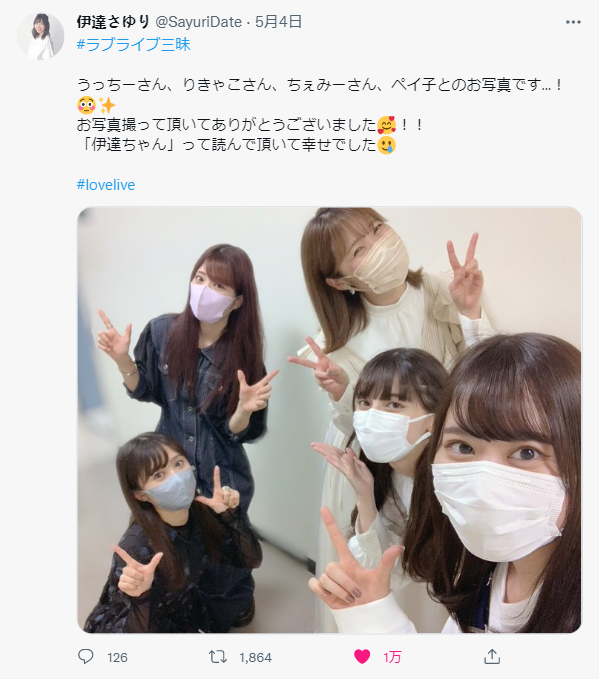 伊達さゆり @SayuriDate · 5月4日
#ラブライブ三昧
うっちーさん、りきゃこさん、ちぇみーさん、ペイ子とのお写真です...！
😳✨
お写真撮って頂いてありがとうございました🥰！！
「伊達ちゃん」って読んで頂いて幸せでした🥲
#lovelive
126 1,864 1万